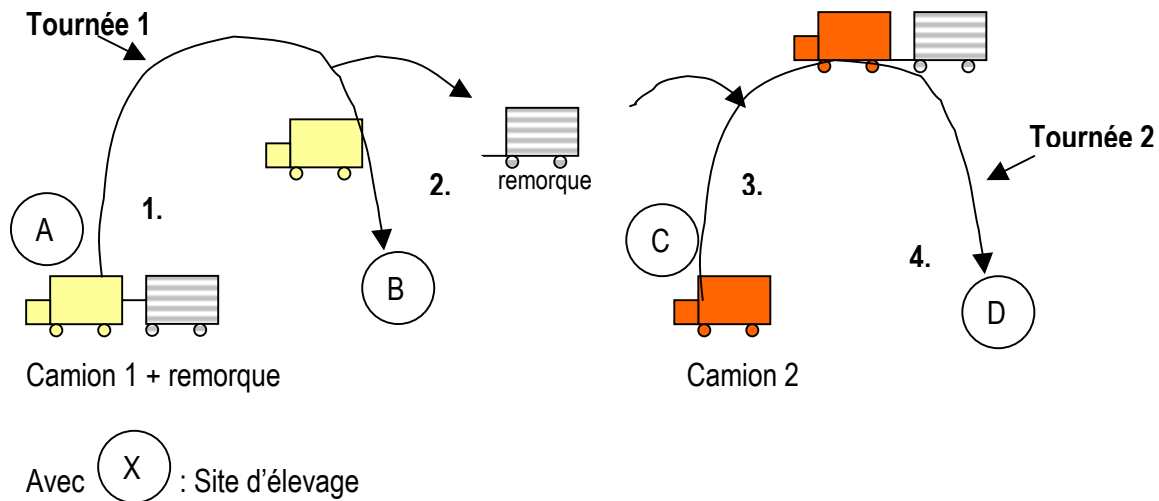 Tournée 1
remorque
2.
A
1.
B
Camion 1 + remorque
Tournée 2
3.
C
4.
D
Camion 2
Avec X : Site d'élevage